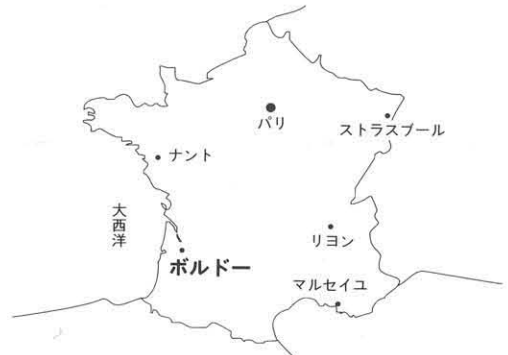 パリ
ストラスブール
ナント
大西洋
リヨン
ボルドー
マルセイユ